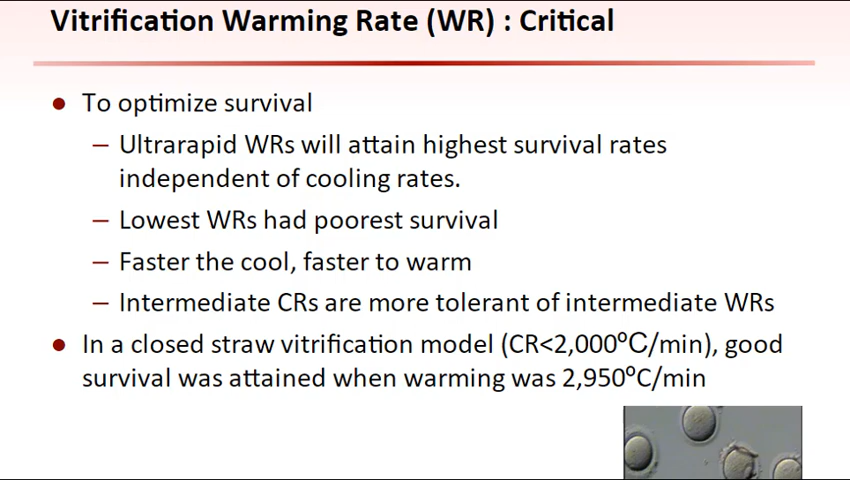 Vitrification Warming Rate (WR) : Critical
● To optimize survival
– Ultrarapid WRs will attain highest survival rates
independent of cooling rates.
– Lowest WRs had poorest survival
– Faster the cool, faster to warm
– Intermediate CRs are more tolerant of intermediate WRs
● In a closed straw vitrification model (CR<2,000ºC/min), good
survival was attained when warming was 2,950ºC/min